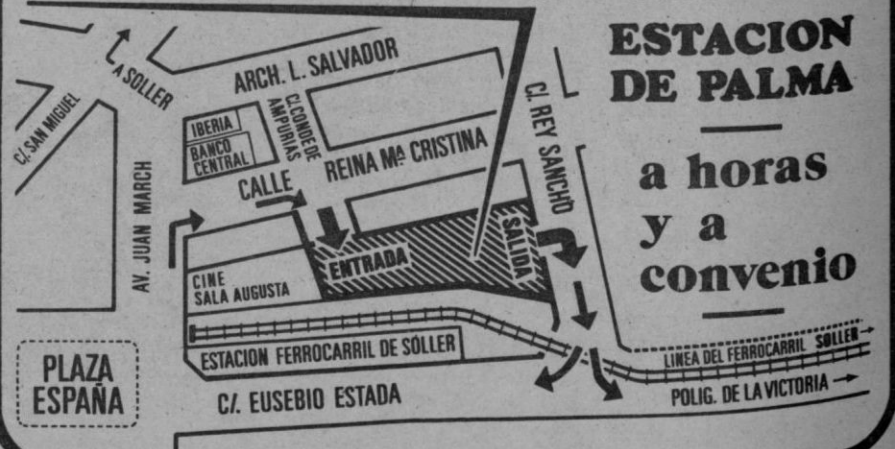 ESTACION
DE PALMA
a horas
y a
convenio
A SOLLER
ARCH. L. SALVADOR
C/. SAN MIGUEL
IBERIA
BANCO
CENTRAL
C/. CONDE DE
AMPURIAS
C/. REY SANCHO
CALLE
REINA Mª CRISTINA
AV. JUAN MARCH
ENTRADA
SALIDA
CINE
SALA AUGUSTA
ESTACION FERROCARRIL DE SÓLLER
LINEA DEL FERROCARRIL SOLLER
PLAZA
ESPAÑA
C/. EUSEBIO ESTADA
POLIG. DE LA VICTORIA